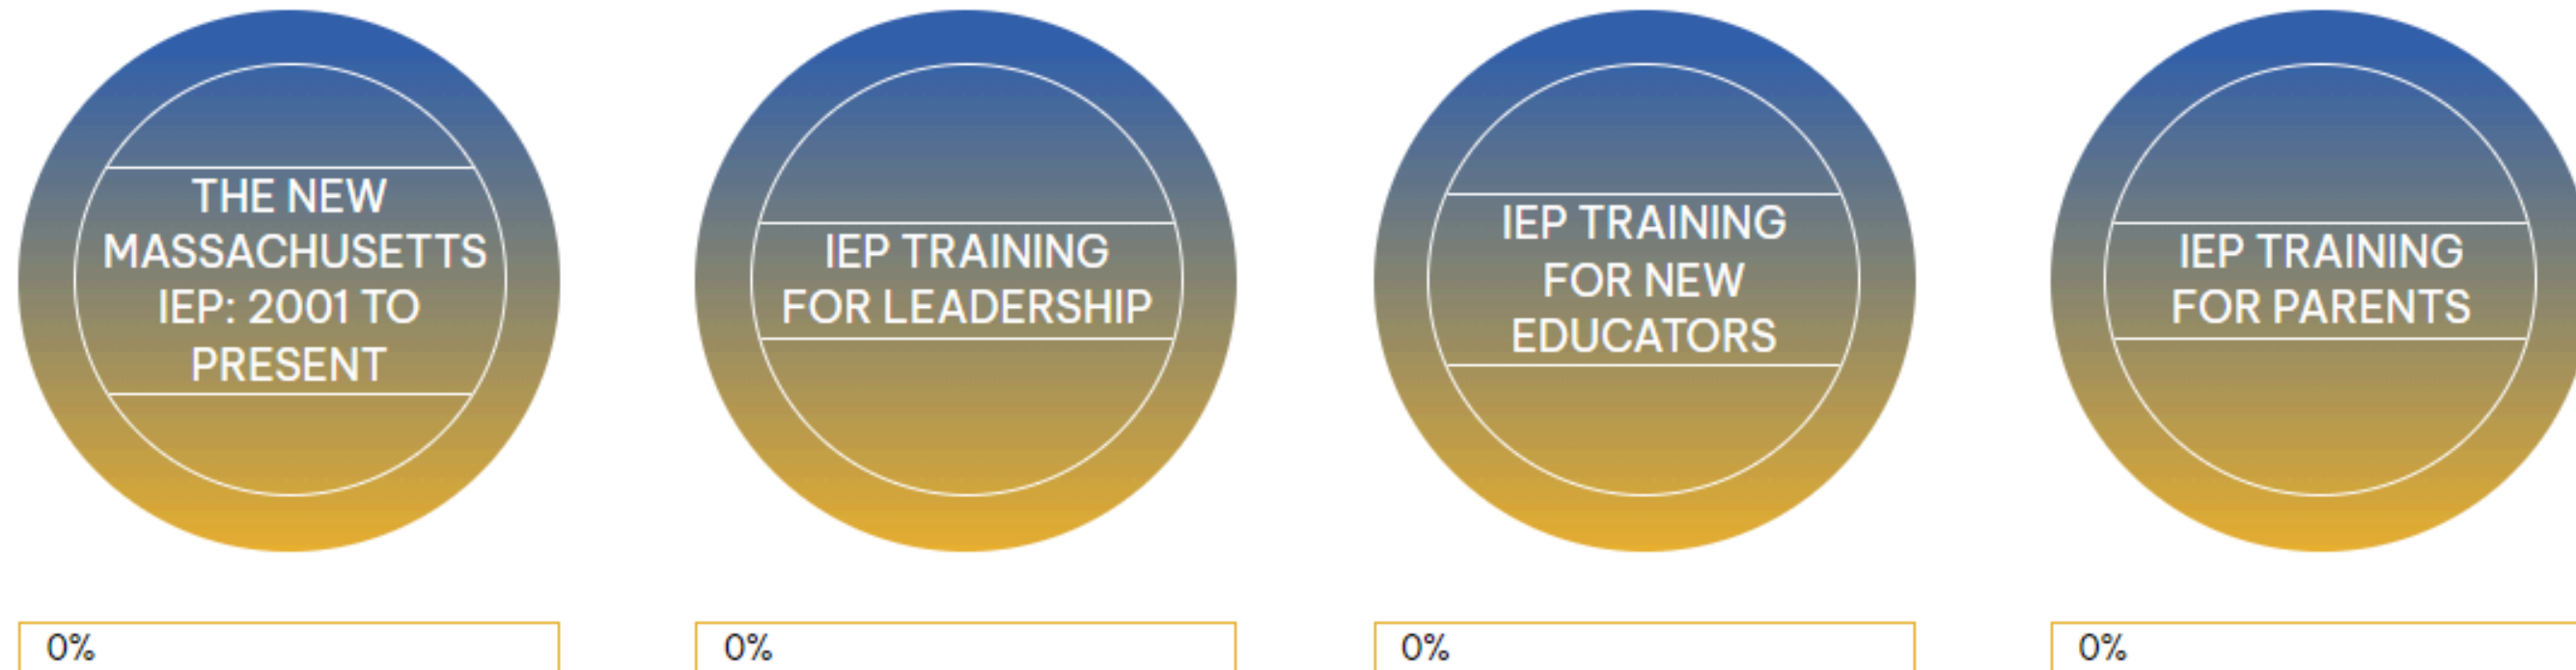 THE NEW
MASSACHUSETTS
IEP: 2001 TO
PRESENT
IEP TRAINING
FOR LEADERSHIP
IEP TRAINING
FOR NEW
EDUCATORS
IEP TRAINING
FOR PARENTS
0%
0%
0%
0%